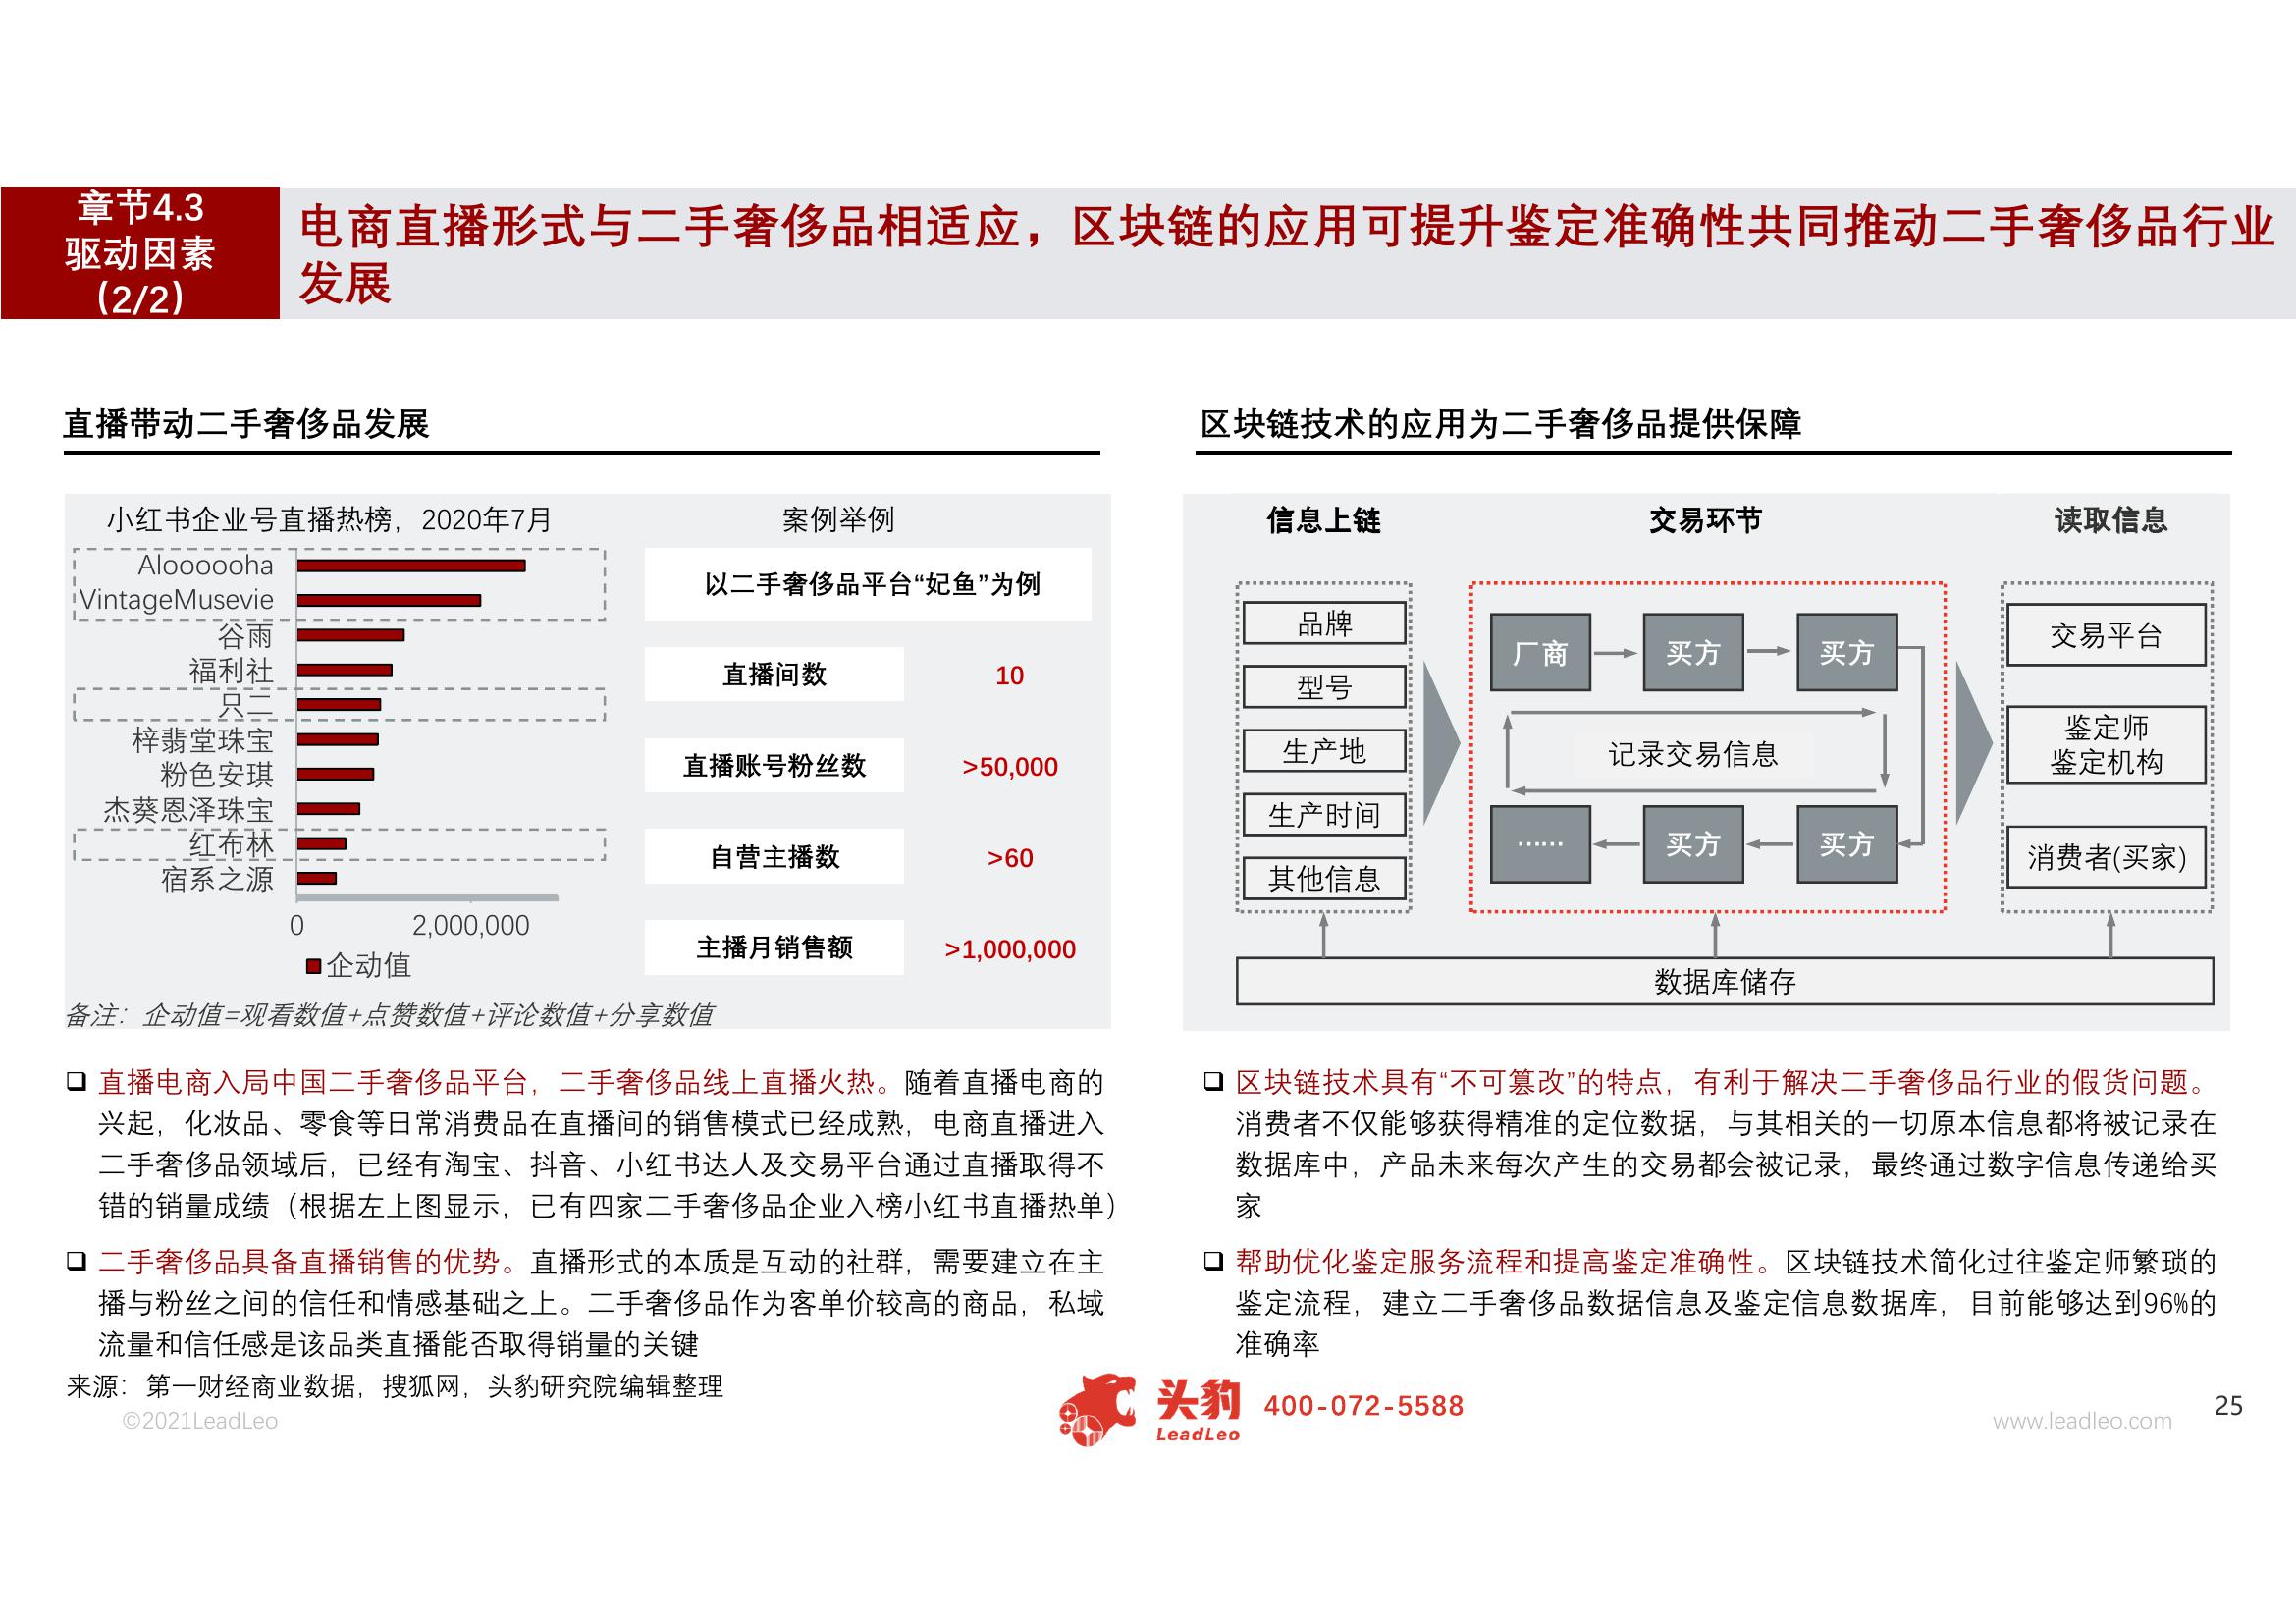 章节4.3
驱动因素
(2/2)
电商直播形式与二手奢侈品相适应，区块链的应用可提升鉴定准确性共同推动二手奢侈品行业
发展
直播带动二手奢侈品发展
小红书企业号直播热榜，2020年7月
Aloooooha
VintageMusevie
谷雨
福利社
只二
梓翡堂珠宝
粉色安琪
杰葵恩泽珠宝
红布林
宿系之源
0
2,000,000
企动值
备注：企动值=观看数值+点赞数值+评论数值+分享数值
案例举例
以二手奢侈品平台“妃鱼”为例
直播间数 10
直播账号粉丝数 >50,000
自营主播数 >60
主播月销售额 >1,000,000
直播电商入局中国二手奢侈品平台，二手奢侈品线上直播火热。随着直播电商的
兴起，化妆品、零食等日常消费品在直播间的销售模式已经成熟，电商直播进入
二手奢侈品领域后，已经有淘宝、抖音、小红书达人及交易平台通过直播取得不
错的销量成绩（根据左上图显示，已有四家二手奢侈品企业入榜小红书直播热单）
二手奢侈品具备直播销售的优势。直播形式的本质是互动的社群，需要建立在主
播与粉丝之间的信任和情感基础之上。二手奢侈品作为客单价较高的商品，私域
流量和信任感是该品类直播能否取得销量的关键
来源：第一财经商业数据，搜狐网，头豹研究院编辑整理
区块链技术的应用为二手奢侈品提供保障
信息上链
品牌
型号
生产地
生产时间
其他信息
交易环节
厂商
买方
买方
记录交易信息
……
买方
买方
读取信息
交易平台
鉴定师
鉴定机构
消费者(买家)
数据库储存
区块链技术具有“不可篡改”的特点，有利于解决二手奢侈品行业的假货问题。
消费者不仅能够获得精准的定位数据，与其相关的一切原本信息都将被记录在
数据库中，产品未来每次产生的交易都会被记录，最终通过数字信息传递给买
家
帮助优化鉴定服务流程和提高鉴定准确性。区块链技术简化过往鉴定师繁琐的
鉴定流程，建立二手奢侈品数据信息及鉴定信息数据库，目前能够达到96%的
准确率
©2021LeadLeo
头豹
LeadLeo
400-072-5588
www.leadleo.com
25